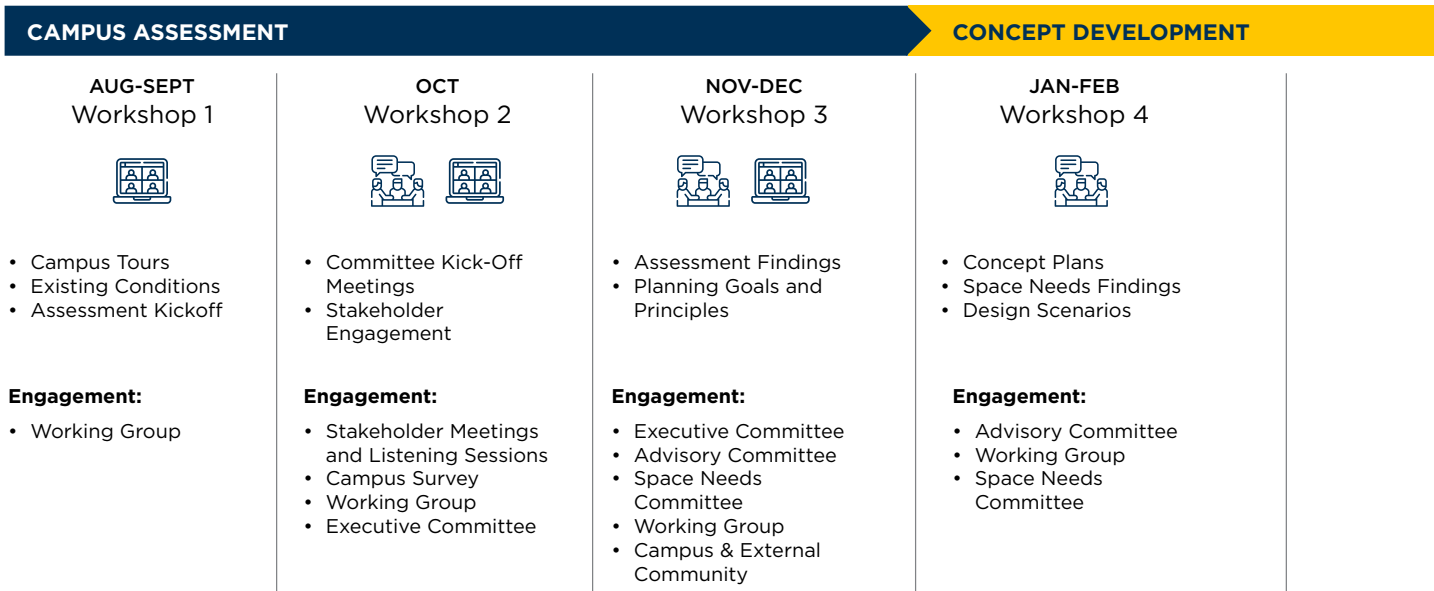 CAMPUS ASSESSMENT
CONCEPT DEVELOPMENT
AUG-SEPT
Workshop 1
• Campus Tours
• Existing Conditions
• Assessment Kickoff
Engagement:
• Working Group
OCT
Workshop 2
• Committee Kick-Off
Meetings
• Stakeholder
Engagement
Engagement:
• Stakeholder Meetings
and Listening Sessions
• Campus Survey
• Working Group
• Executive Committee
NOV-DEC
Workshop 3
• Assessment Findings
• Planning Goals and
Principles
Engagement:
• Executive Committee
• Advisory Committee
• Space Needs
Committee
• Working Group
• Campus & External
Community
JAN-FEB
Workshop 4
• Concept Plans
• Space Needs Findings
• Design Scenarios
Engagement:
• Advisory Committee
• Working Group
• Space Needs
Committee